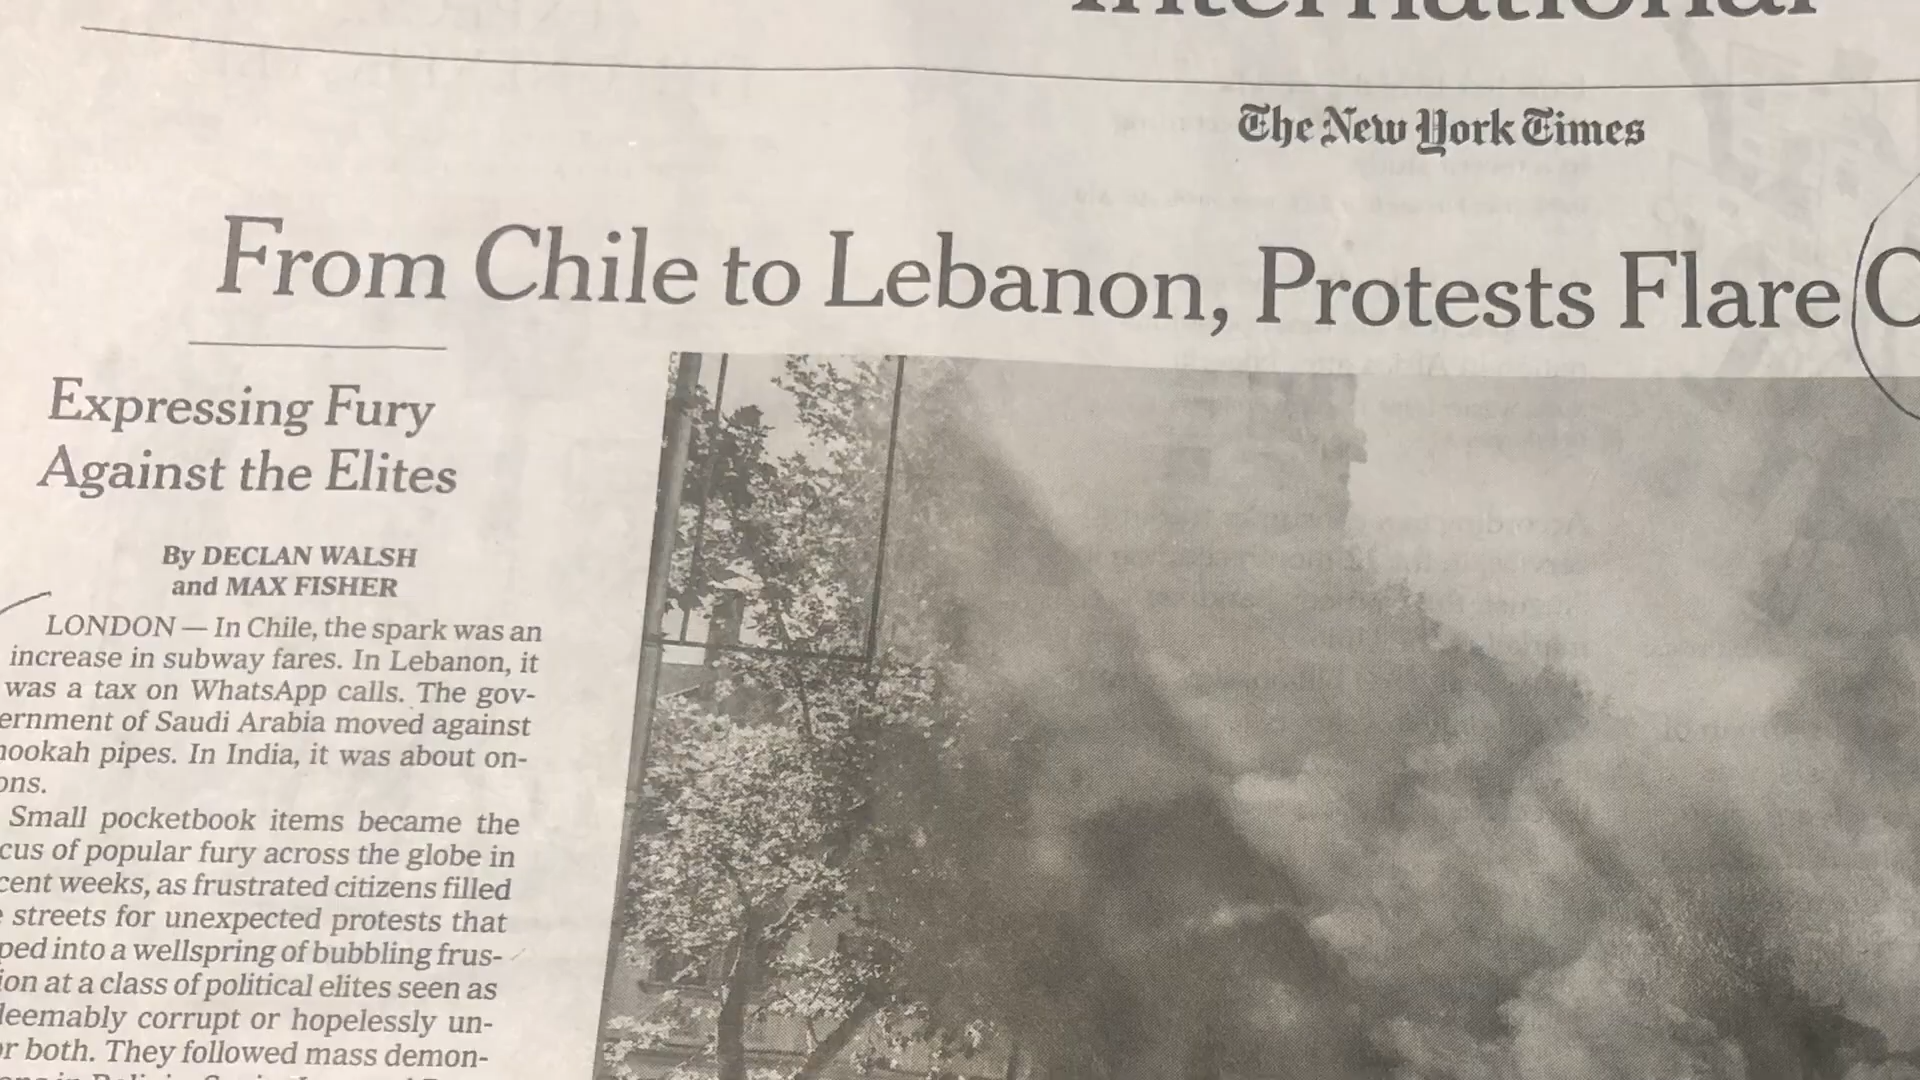 International
The New York Times
From Chile to Lebanon, Protests Flare
Expressing Fury
Against the Elites
By DECLAN WALSH
and MAX FISHER
LONDON — In Chile, the spark was an
increase in subway fares. In Lebanon, it
was a tax on WhatsApp calls. The gov-
ernment of Saudi Arabia moved against
hookah pipes. In India, it was about on-
ons.
Small pocketbook items became the
cus of popular fury across the globe in
cent weeks, as frustrated citizens filled
streets for unexpected protests that
ped into a wellspring of bubbling frus-
ion at a class of political elites seen as
deemably corrupt or hopelessly un-
or both. They followed mass demon-